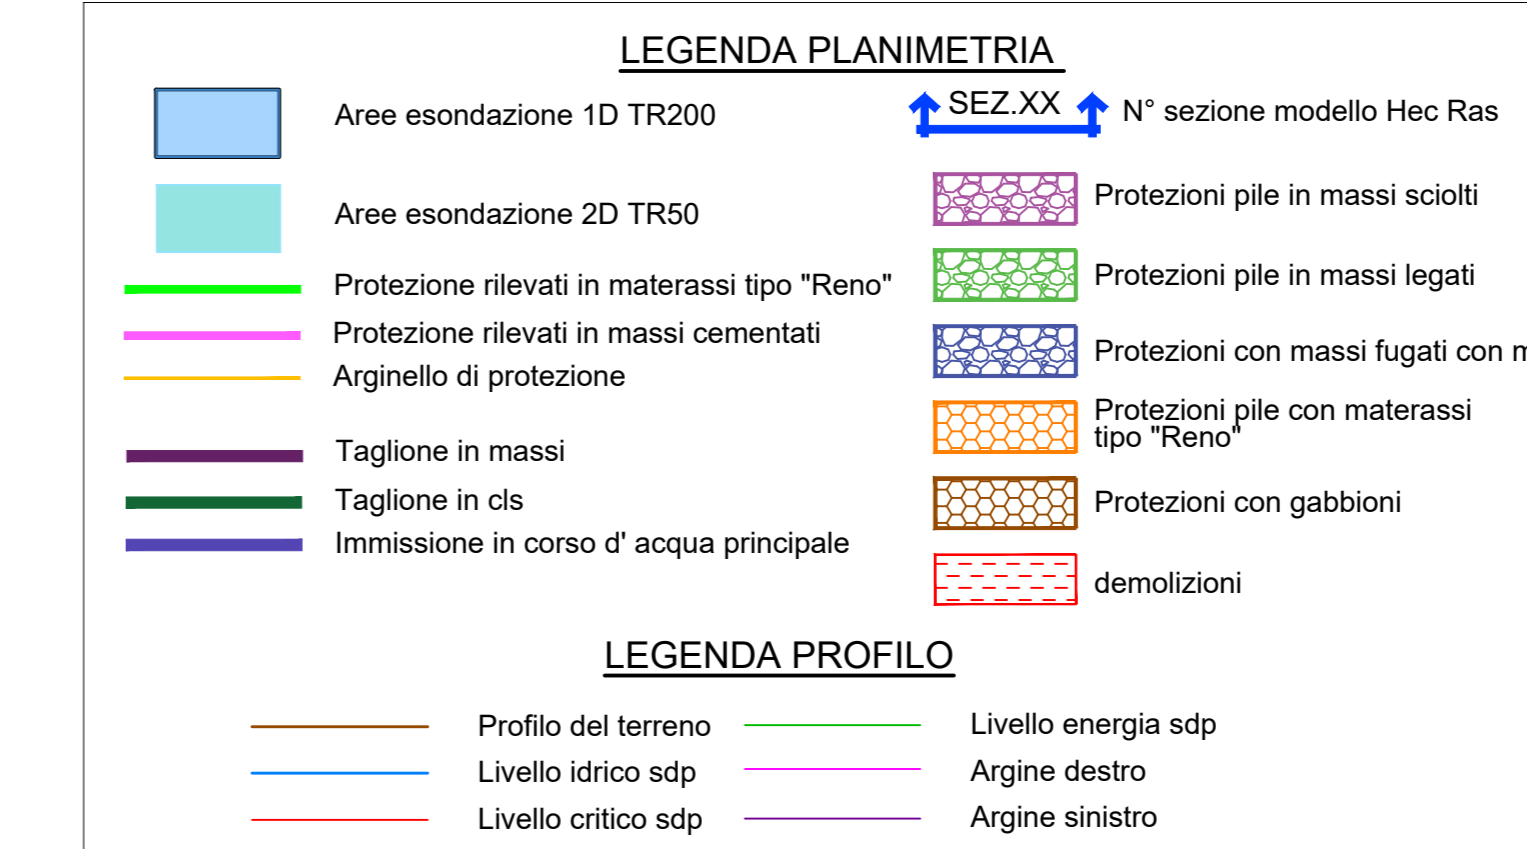 LEGENDA PLANIMETRIA
Aree esondazione 1D TR200
Aree esondazione 2D TR50
Protezione rilevati in materassi tipo "Reno"
Protezione rilevati in massi cementati
Arginello di protezione
Taglione in massi
Taglione in cls
Immissione in corso d' acqua principale
SEZ.XX
N° sezione modello Hec Ras
Protezioni pile in massi sciolti
Protezioni pile in massi legati
Protezioni con massi fugati con
Protezioni pile con materassi
tipo "Reno"
Protezioni con gabbioni
demolizioni
LEGENDA PROFILO
Profilo del terreno
Livello idrico sdp
Livello critico sdp
Livello energia sdp
Argine destro
Argine sinistro